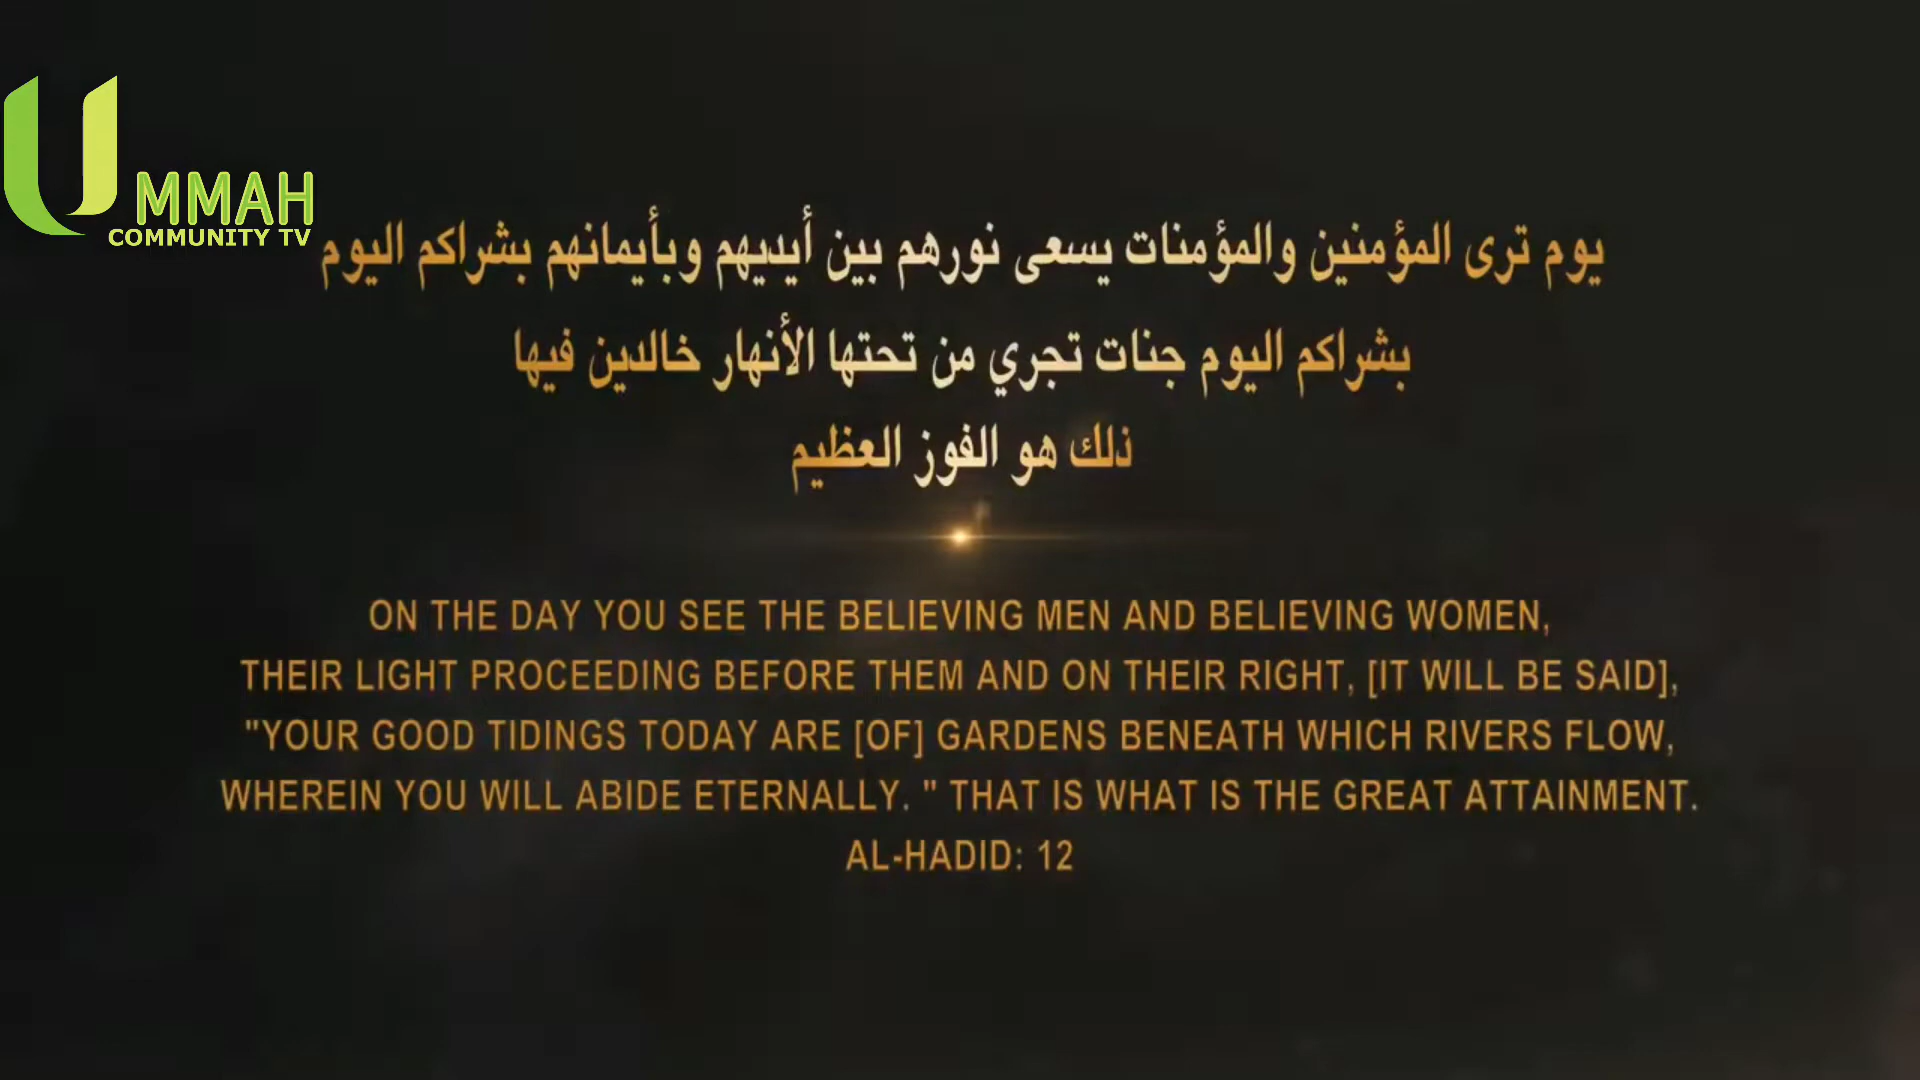 UMMAH
COMMUNITY TV
يوم ترى المؤمنين والمؤمنات يسعى نورهم بين أيديهم وبأيمانهم بشراكم اليوم
بشراكم اليوم جنات تجري من تحتها الأنهار خالدين فيها
ذلك هو الفوز العظيم
ON THE DAY YOU SEE THE BELIEVING MEN AND BELIEVING WOMEN,
THEIR LIGHT PROCEEDING BEFORE THEM AND ON THEIR RIGHT, [IT WILL BE SAID],
"YOUR GOOD TIDINGS TODAY ARE [OF] GARDENS BENEATH WHICH RIVERS FLOW,
WHEREIN YOU WILL ABIDE ETERNALLY. " THAT IS WHAT IS THE GREAT ATTAINMENT.
AL-HADID: 12